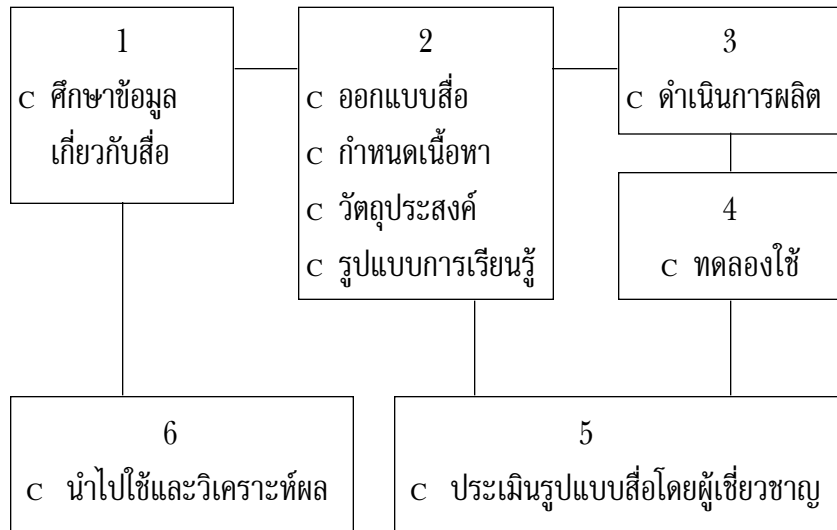 1
C ศึกษาข้อมูล
เกี่ยวกับสื่อ
2
C ออกแบบสื่อ
C กำหนดเนื้อหา
C วัตถุประสงค์
C รูปแบบการเรียนรู้
3
C ดำเนินการผลิต
4
C ทดลองใช้
6
C นำไปใช้และวิเคราะห์ผล
5
C ประเมินรูปแบบสื่อโดยผู้เชี่ยวชาญ